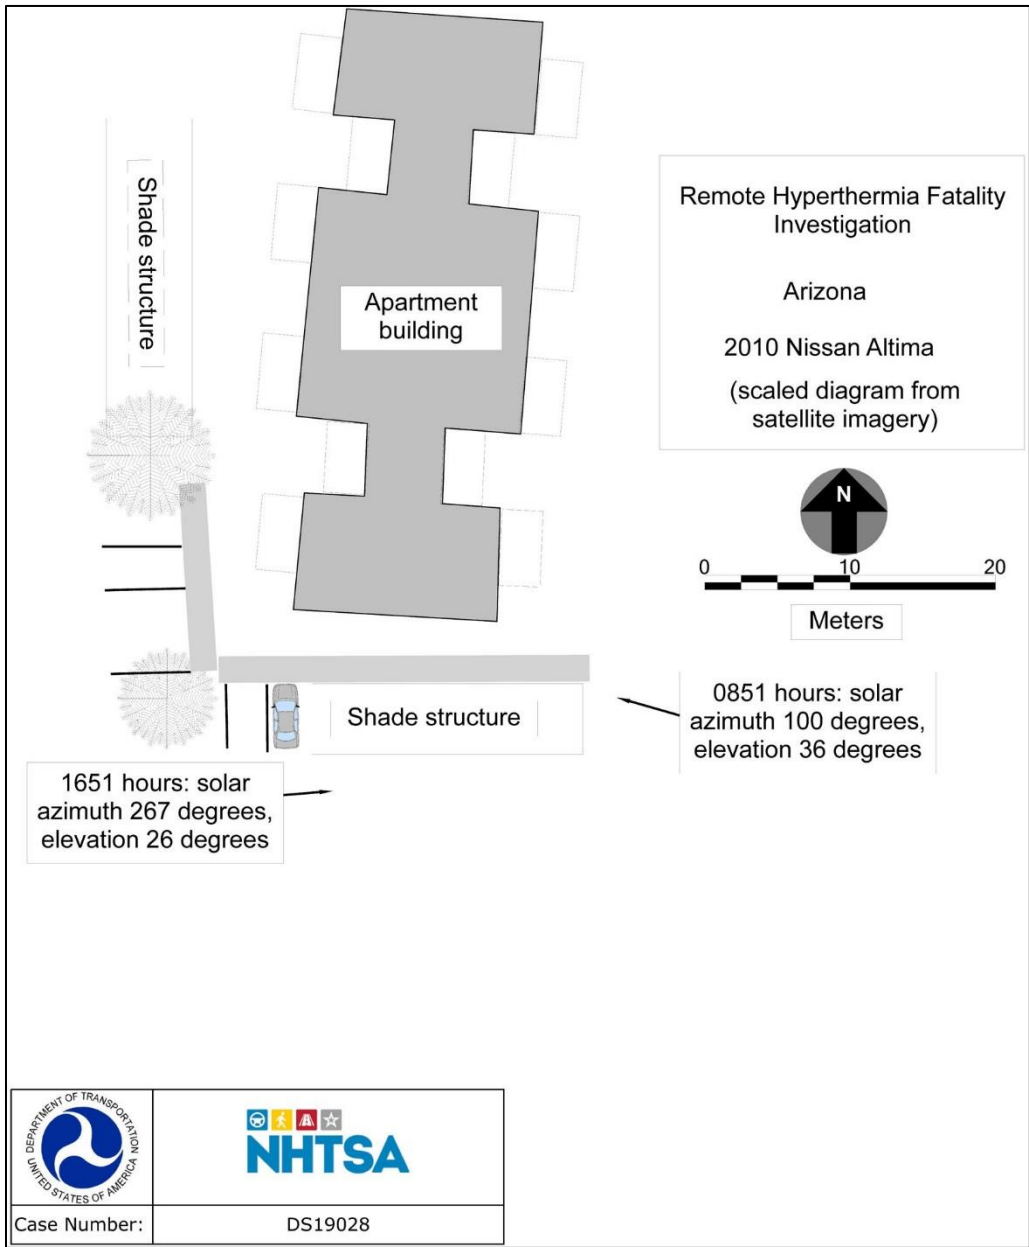 Shade structure
Apartment
building
Remote Hyperthermia Fatality
Investigation
Arizona
2010 Nissan Altima
(scaled diagram from
satellite imagery)
N
0 10 20
Meters
Shade structure
0851 hours: solar
azimuth 100 degrees,
elevation 36 degrees
1651 hours: solar
azimuth 267 degrees,
elevation 26 degrees
DEPARTMENT OF TRANSPORTATION
UNITED STATES OF AMERICA
NHTSA
Case Number: DS19028